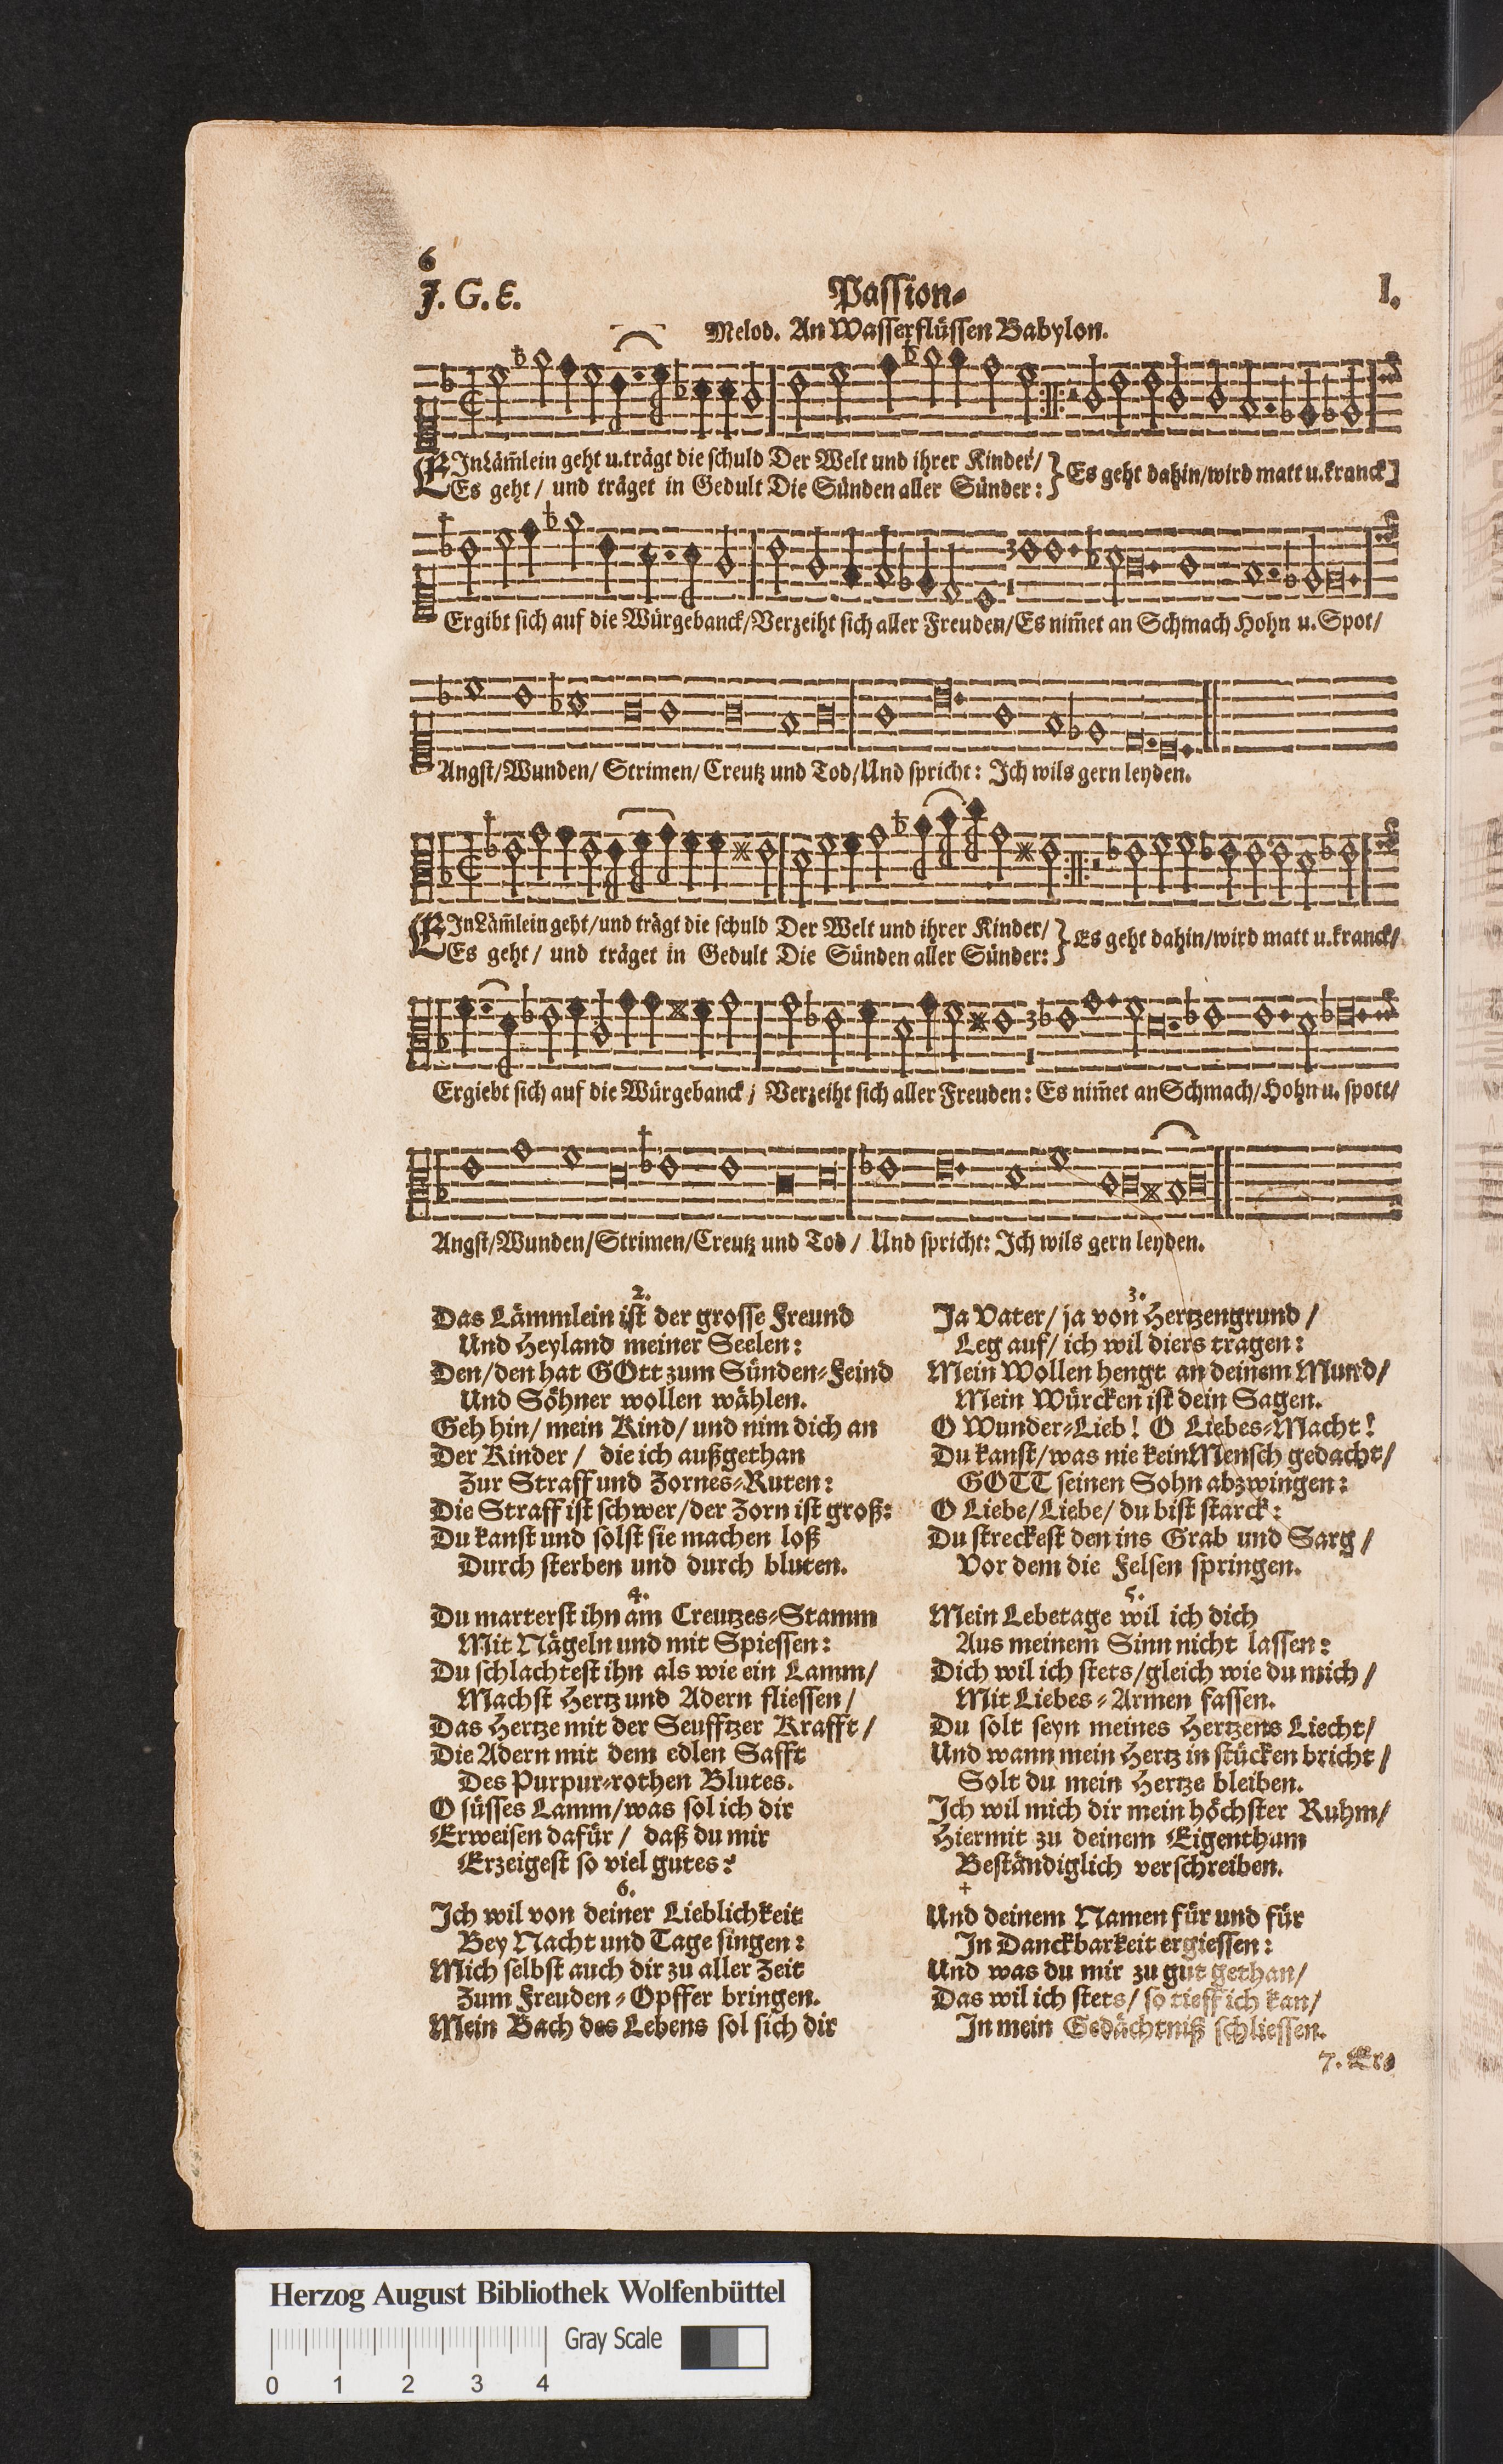 6
J. G. E.
Passion⸗
I.
Melod. An Wasserflüssen Babylon.
EInLäm̃lein geht u. trägt die schuld Der Welt und ihrer Kinder/
Es geht / und träget in Gedult Die Sünden aller Sünder:
} Es geht dahin/wird matt u. kranck]
Ergibt sich auf die Würgebanck/Verzeiht sich aller Freuden/Es nim̃et an Schmach Hohn u. Spot/
Angst/Wunden/ Strimen/Creutz und Tod/Und spricht: Ich wils gern leyden.
EInLäm̃lein geht/und trägt die schuld Der Welt und ihrer Kinder/
Es geht / und träget in Gedult Die Sünden aller Sünder:
} Es geht dahin/wird matt u. kranck/
Ergiebt sich auf die Würgebanck / Verzeiht sich aller Freuden: Es nim̃et an Schmach/Hohn u. spott/
Angst/Wunden/Strimen/Creutz und Tod / Und spricht: Ich wils gern leyden.
2.
Das Lämmlein ist der grosse Freund
Und Heyland meiner Seelen:
Den/den hat GOtt zum Sünden⸗Feind
Und Söhner wollen wählen.
Geh hin/ mein Kind/ und nim dich an
Der Kinder / die ich außgethan
Zur Straff und Zornes⸗Ruten:
Die Straff ist schwer/der Zorn ist groß:
Du kanst und solst sie machen loß
Durch sterben und durch bluten.
4.
Du marterst ihn am Creutzes⸗Stamm
Mit Nägeln und mit Spiessen:
Du schlachtest ihn als wie ein Lamm/
Machst Hertz und Adern fliessen/
Das Hertze mit der Seufftzer Krafft/
Die Adern mit dem edlen Safft
Des Purpur⸗rothen Blutes.
O süsses Lamm/was sol ich dir
Erweisen dafür / daß du mir
Erzeigest so viel gutes?
6.
Ich wil von deiner Lieblichkeit
Bey Nacht und Tage singen:
Mich selbst auch dir zu aller Zeit
Zum Freuden⸗Opffer bringen.
Mein Bach des Lebens sol sich dir
3.
Ja Vater/ ja von Hertzengrund /
Leg auf/ ich wil diers tragen:
Mein Wollen hengt an deinem Mund/
Mein Würcken ist dein Sagen.
O Wunder⸗Lieb! O Liebes⸗Macht!
Du kanst/was nie kein Mensch gedacht/
GOTT seinen Sohn abzwingen:
O Liebe/Liebe/ du bist starck:
Du streckest den ins Grab und Sarg /
Vor dem die Felsen springen.
5.
Mein Lebetage wil ich dich
Aus meinem Sinn nicht lassen:
Dich wil ich stets/gleich wie du mich /
Mit Liebes⸗Armen fassen.
Du solt seyn meines Hertzens Liecht/
Und wann mein Hertz in stücken bricht/
Solt du mein Hertze bleiben.
Ich wil mich dir mein höchster Ruhm/
Hiermit zu deinem Eigenthum
Beständiglich verschreiben.
+
Und deinem Namen für und für
In Danckbarkeit ergiessen:
Und was du mir zu gut gethan/
Das wil ich stets/ so tieff ich kan/
In mein Gedächtniß schliessen.
7. Er⸗
Herzog August Bibliothek Wolfenbüttel
Gray Scale
0 1 2 3 4